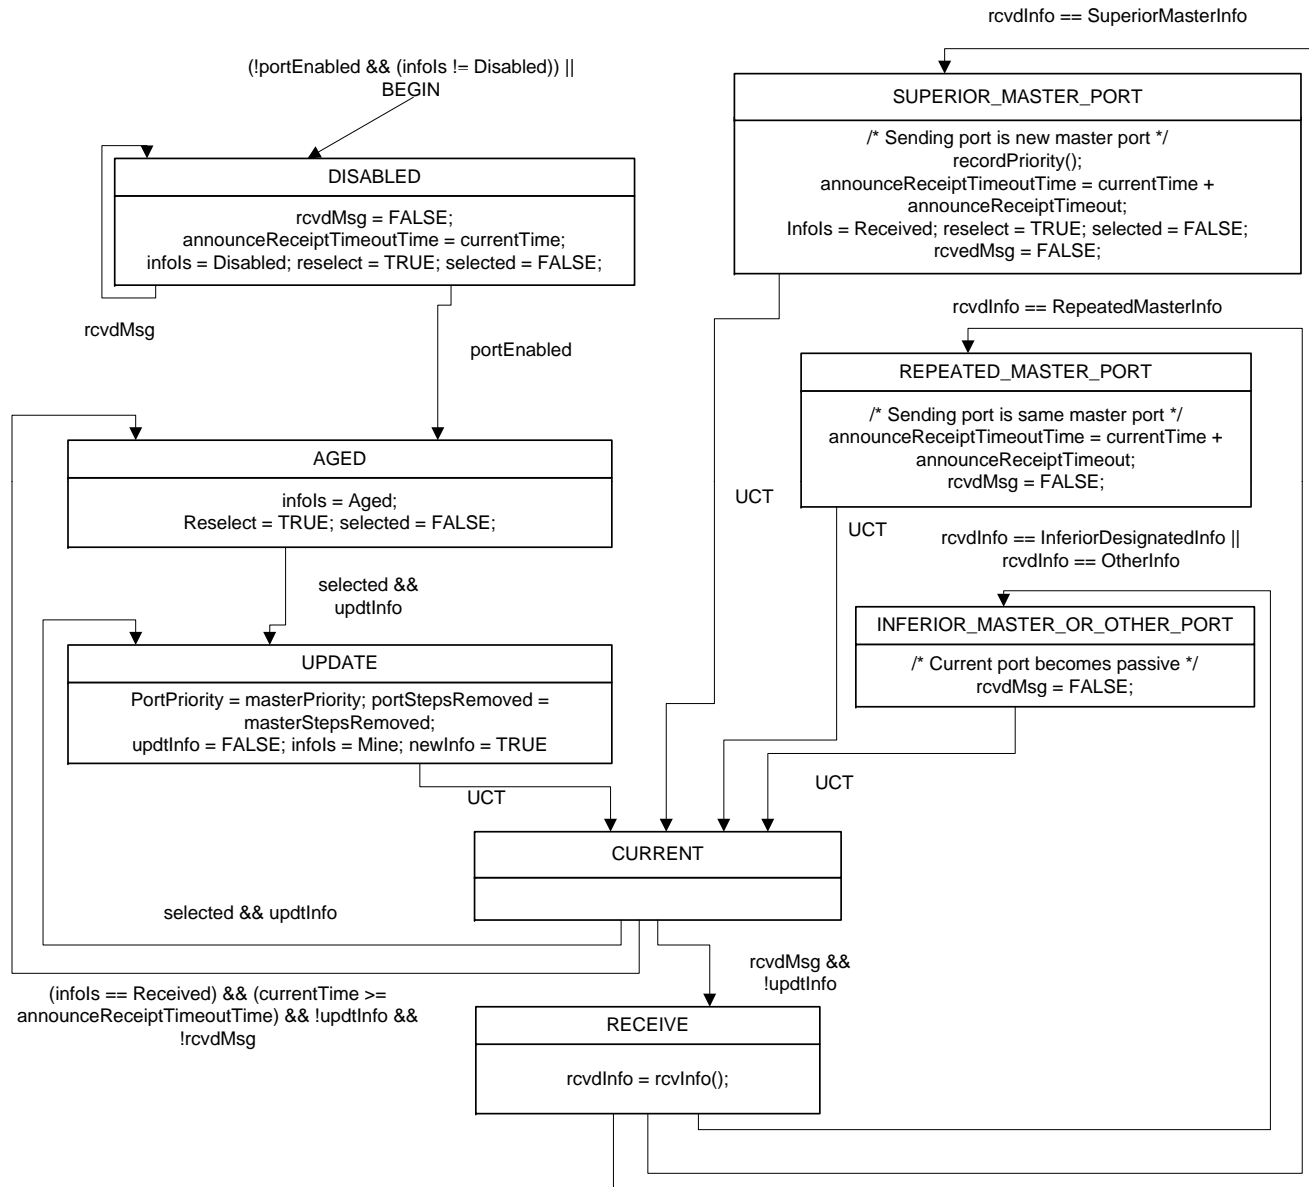 rcvdInfo == SuperiorMasterInfo
(!portEnabled && (infoIs != Disabled)) ||
BEGIN
SUPERIOR_MASTER_PORT
/* Sending port is new master port */
recordPriority();
announceReceiptTimeoutTime = currentTime +
announceReceiptTimeout;
InfoIs = Received; reselect = TRUE; selected = FALSE;
rcvedMsg = FALSE;
DISABLED
rcvdMsg = FALSE;
announceReceiptTimeoutTime = currentTime;
infoIs = Disabled; reselect = TRUE; selected = FALSE;
rcvdMsg
portEnabled
rcvdInfo == RepeatedMasterInfo
REPEATED_MASTER_PORT
/* Sending port is same master port */
announceReceiptTimeoutTime = currentTime +
announceReceiptTimeout;
rcvdMsg = FALSE;
AGED
infoIs = Aged;
Reselect = TRUE; selected = FALSE;
UCT
UCT
rcvdInfo == InferiorDesignatedInfo ||
rcvdInfo == OtherInfo
selected &&
updtInfo
INFERIOR_MASTER_OR_OTHER_PORT
/* Current port becomes passive */
rcvdMsg = FALSE;
UPDATE
PortPriority = masterPriority; portStepsRemoved =
masterStepsRemoved;
updtInfo = FALSE; infoIs = Mine; newInfo = TRUE
UCT
UCT
CURRENT
selected && updtInfo
rcvdMsg &&
!updtInfo
(infoIs == Received) && (currentTime >=
announceReceiptTimeoutTime) && !updtInfo &&
!rcvdMsg
RECEIVE
rcvdInfo = rcvInfo();